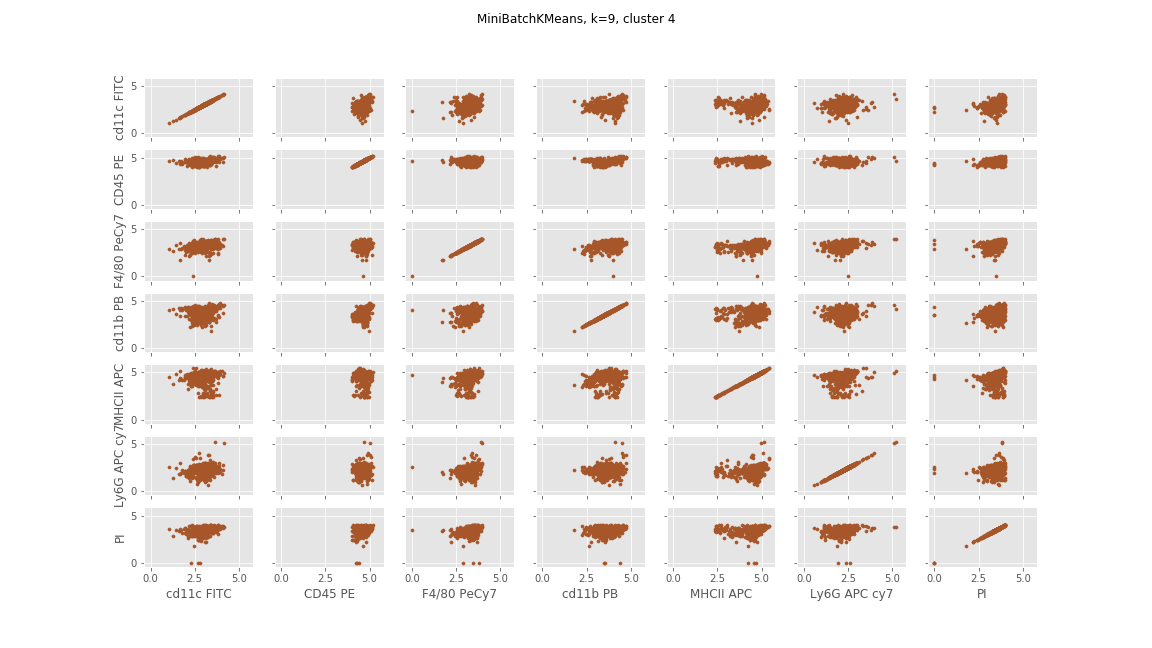 MiniBatchKMeans, k=9, cluster 4
cd11c FITC
5
0
CD45 PE
5
0
F4/80 PeCy7
5
0
cd11b PB
5
0
MHCII APC
5
0
Ly6G APC cy7
5
0
PI
5
0
0.0 2.5 5.0 0.0 2.5 5.0 0.0 2.5 5.0 0.0 2.5 5.0 0.0 2.5 5.0 0.0 2.5 5.0 0.0 2.5 5.0
cd11c FITC CD45 PE F4/80 PeCy7 cd11b PB MHCII APC Ly6G APC cy7 PI